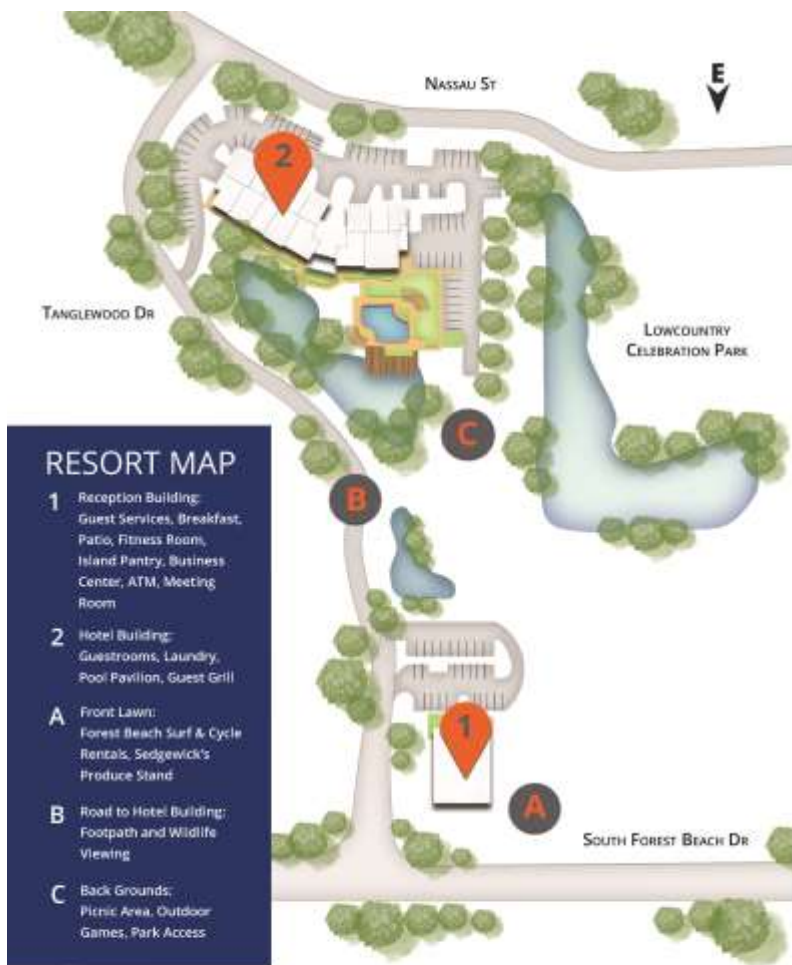 NASSAU ST
E
2
TANGLEWOOD DR
LOWCOUNTRY
CELEBRATION PARK
C
B
1
A
SOUTH FOREST BEACH DR
RESORT MAP
1 Reception Building:
Guest Services, Breakfast,
Patio, Fitness Room,
Island Pantry, Business
Center, ATM, Meeting
Room
2 Hotel Building:
Guestrooms, Laundry,
Pool Pavilion, Guest Grill
A Front Lawn:
Forest Beach Surf & Cycle
Rentals, Sedgewick's
Produce Stand
B Road to Hotel Building:
Footpath and Wildlife
Viewing
C Back Grounds:
Picnic Area, Outdoor
Games, Park Access